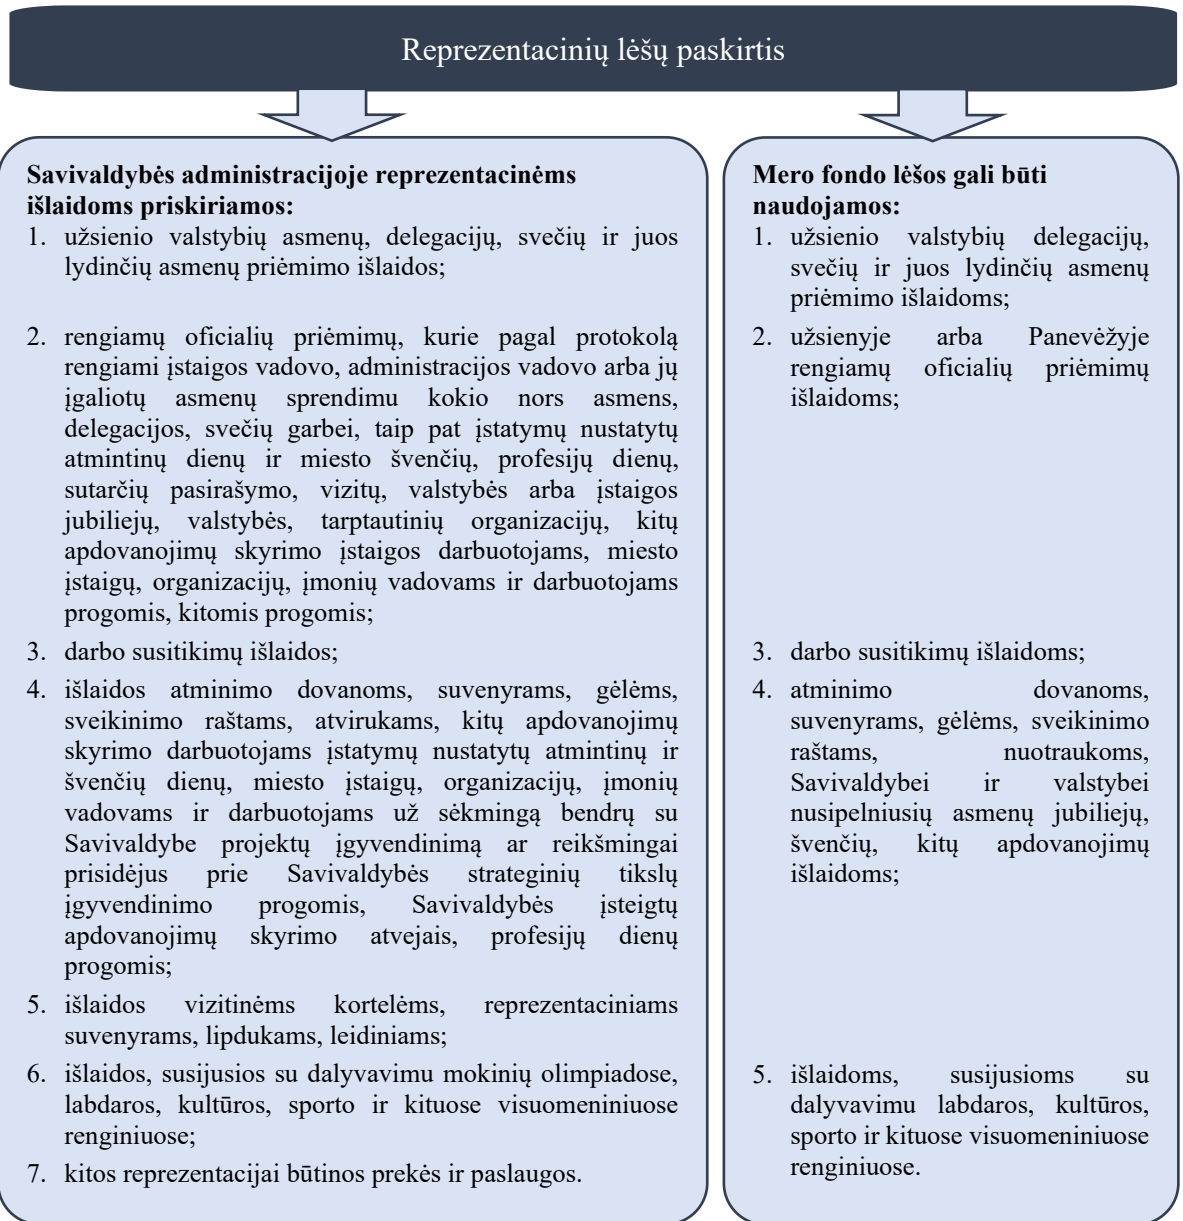 Reprezentacinių lėšų paskirtis
Savivaldybės administracijoje reprezentacinėms
išlaidoms priskiriamos:
1. užsienio valstybių asmenų, delegacijų, svečių ir juos
lydinčių asmenų priėmimo išlaidos;
2. rengiamų oficialių priėmimų, kurie pagal protokolą
rengiami įstaigos vadovo, administracijos vadovo arba jų
įgaliotų asmenų sprendimu kokio nors asmens,
delegacijos, svečių garbei, taip pat įstatymų nustatytų
atmintinų dienų ir miesto švenčių, profesijų dienų,
sutarčių pasirašymo, vizitų, valstybės arba įstaigos
jubiliejų, valstybės, tarptautinių organizacijų, kitų
apdovanojimų skyrimo įstaigos darbuotojams, miesto
įstaigų, organizacijų, įmonių vadovams ir darbuotojams
progomis, kitomis progomis;
3. darbo susitikimų išlaidos;
4. išlaidos atminimo dovanoms, suvenyrams, gėlėms,
sveikinimo raštams, atvirukams, kitų apdovanojimų
skyrimo darbuotojams įstatymų nustatytų atmintinų ir
švenčių dienų, miesto įstaigų, organizacijų, įmonių
vadovams ir darbuotojams už sėkmingą bendrų su
Savivaldybe projektų įgyvendinimą ar reikšmingai
prisidėjus prie Savivaldybės strateginių tikslų
įgyvendinimo progomis, Savivaldybės įsteigtų
apdovanojimų skyrimo atvejais, profesijų dienų
progomis;
5. išlaidos vizitinėms kortelėms, reprezentaciniams
suvenyrams, lipdukams, leidiniams;
6. išlaidos, susijusios su dalyvavimu mokinių olimpiadose,
labdaros, kultūros, sporto ir kituose visuomeniniuose
renginiuose;
7. kitos reprezentacijai būtinos prekės ir paslaugos.
Mero fondo lėšos gali būti
naudojamos:
1. užsienio valstybių delegacijų,
svečių ir juos lydinčių asmenų
priėmimo išlaidoms;
2. užsienyje arba Panevėžyje
rengiamų oficialių priėmimų
išlaidoms;
3. darbo susitikimų išlaidoms;
4. atminimo dovanoms,
suvenyrams, gėlėms, sveikinimo
raštams, nuotraukoms,
Savivaldybei ir valstybei
nusipelniusių asmenų jubiliejų,
švenčių, kitų apdovanojimų
išlaidoms;
5. išlaidoms, susijusioms su
dalyvavimu labdaros, kultūros,
sporto ir kituose visuomeniniuose
renginiuose.